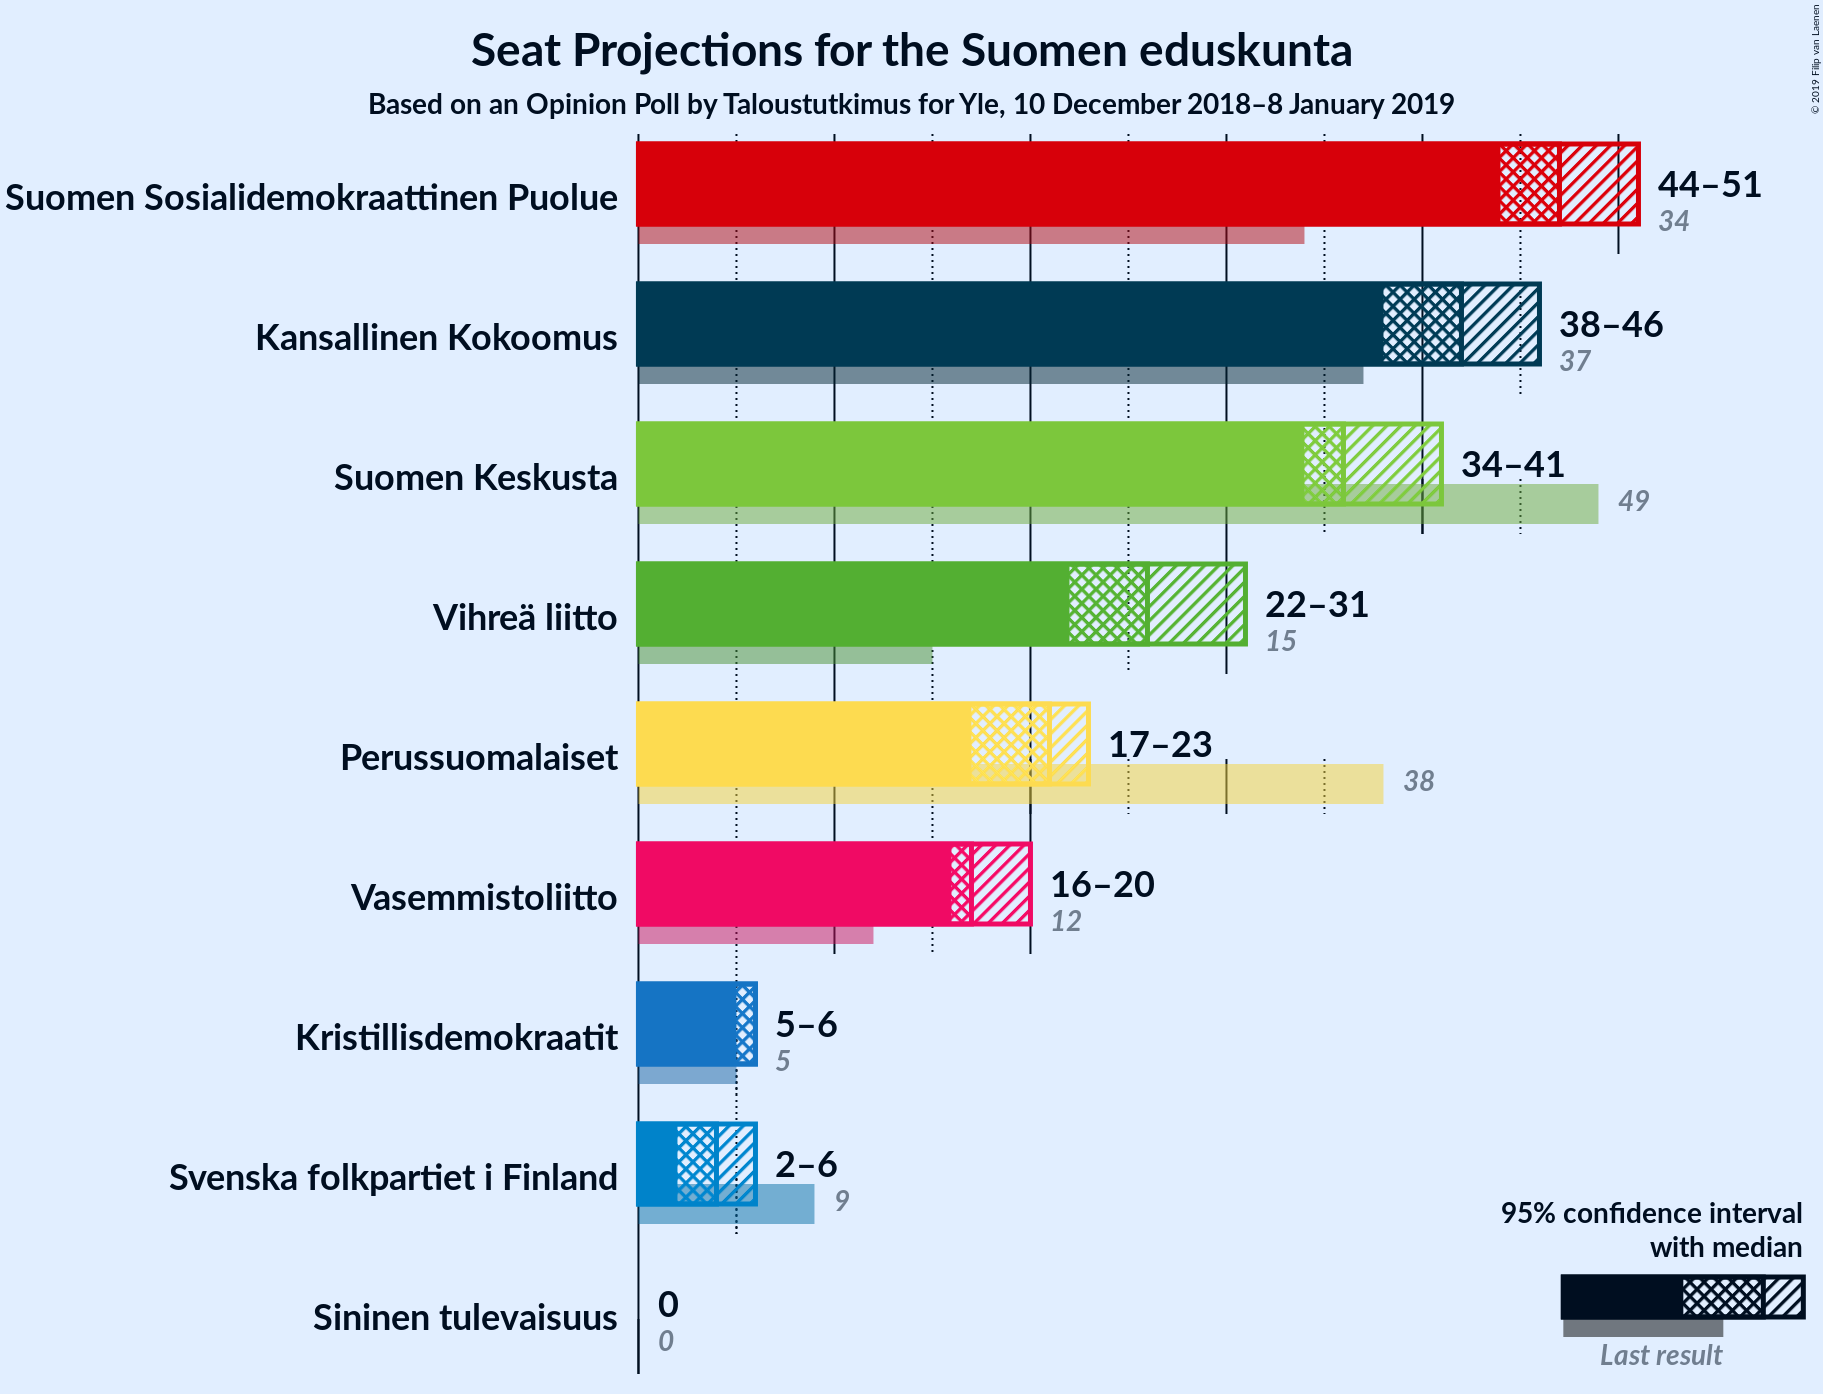 Seat Projections for the Suomen eduskunta
Based on an Opinion Poll by Taloustutkimus for Yle, 10 December 2018–8 January 2019
© 2019 Filip van Laenen
Suomen Sosialidemokraattinen Puolue
44–51
34
Kansallinen Kokoomus
38–46
37
Suomen Keskusta
34–41
49
Vihreä liitto
22–31
15
Perussuomalaiset
17–23
38
Vasemmistoliitto
16–20
12
Kristillisdemokraatit
5–6
5
Svenska folkpartiet i Finland
2–6
9
Sininen tulevaisuus
0
0
95% confidence interval
with median
Last result